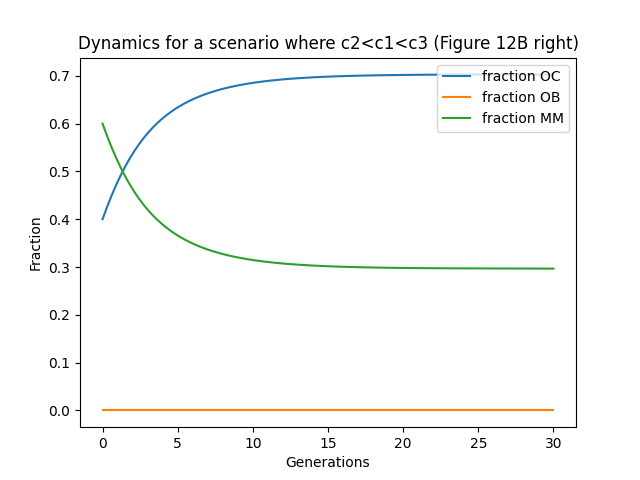 Dynamics for a scenario where c2<c1<c3 (Figure 12B right)
fraction OC
fraction OB
fraction MM
Fraction
0.7
0.6
0.5
0.4
0.3
0.2
0.1
0.0
0 5 10 15 20 25 30
Generations